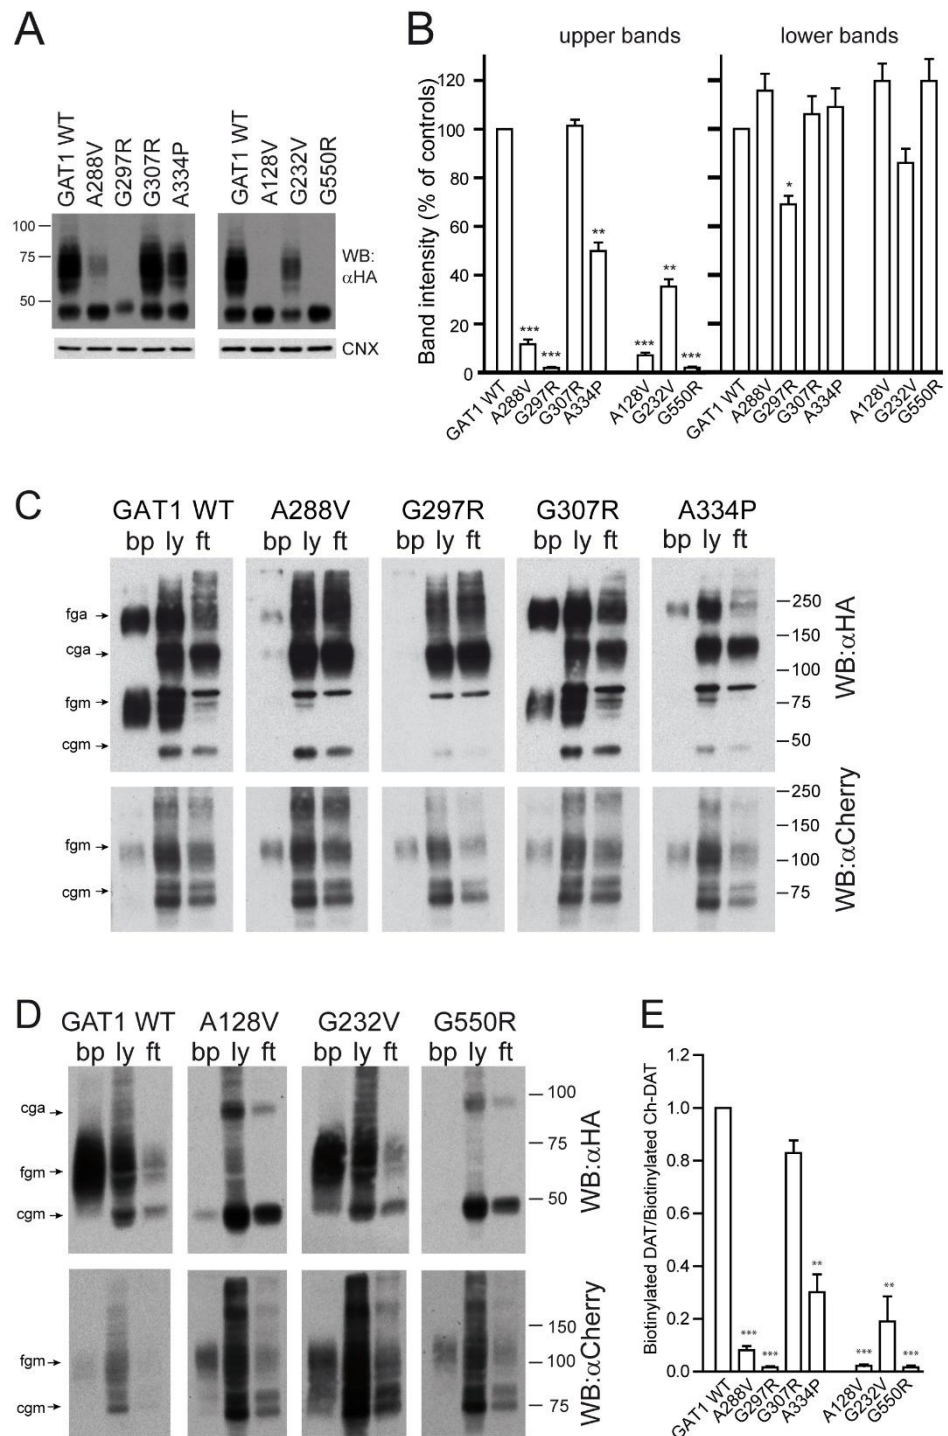 A
GAT1 WT
A288V
G297R
G307R
A334P
GAT1 WT
A128V
G232V
G550R
100
75
50
WB:
αHA
CNX
B
upper bands
lower bands
Band intensity (% of controls)
120
100
80
60
40
20
0
***
***
**
***
**
***
*
GAT1 WT
A288V
G297R
G307R
A334P
A128V
G232V
G550R
GAT1 WT
A288V
G297R
G307R
A334P
A128V
G232V
G550R
C
GAT1 WT A288V G297R G307R A334P
bp ly ft bp ly ft bp ly ft bp ly ft bp ly ft
fga
cga
fgm
cgm
250
150
100
75
50
WB:αHA
fgm
cgm
250
150
100
75
WB:αCherry
D
GAT1 WT A128V G232V G550R
bp ly ft bp ly ft bp ly ft bp ly ft
cga
fgm
cgm
100
75
50
WB:αHA
fgm
cgm
150
100
75
WB:αCherry
E
Biotinylated DAT/Biotinylated Ch-DAT
1.2
1.0
0.8
0.6
0.4
0.2
0.0
***
***
**
***
**
***
GAT1 WT
A288V
G297R
G307R
A334P
A128V
G232V
G550R